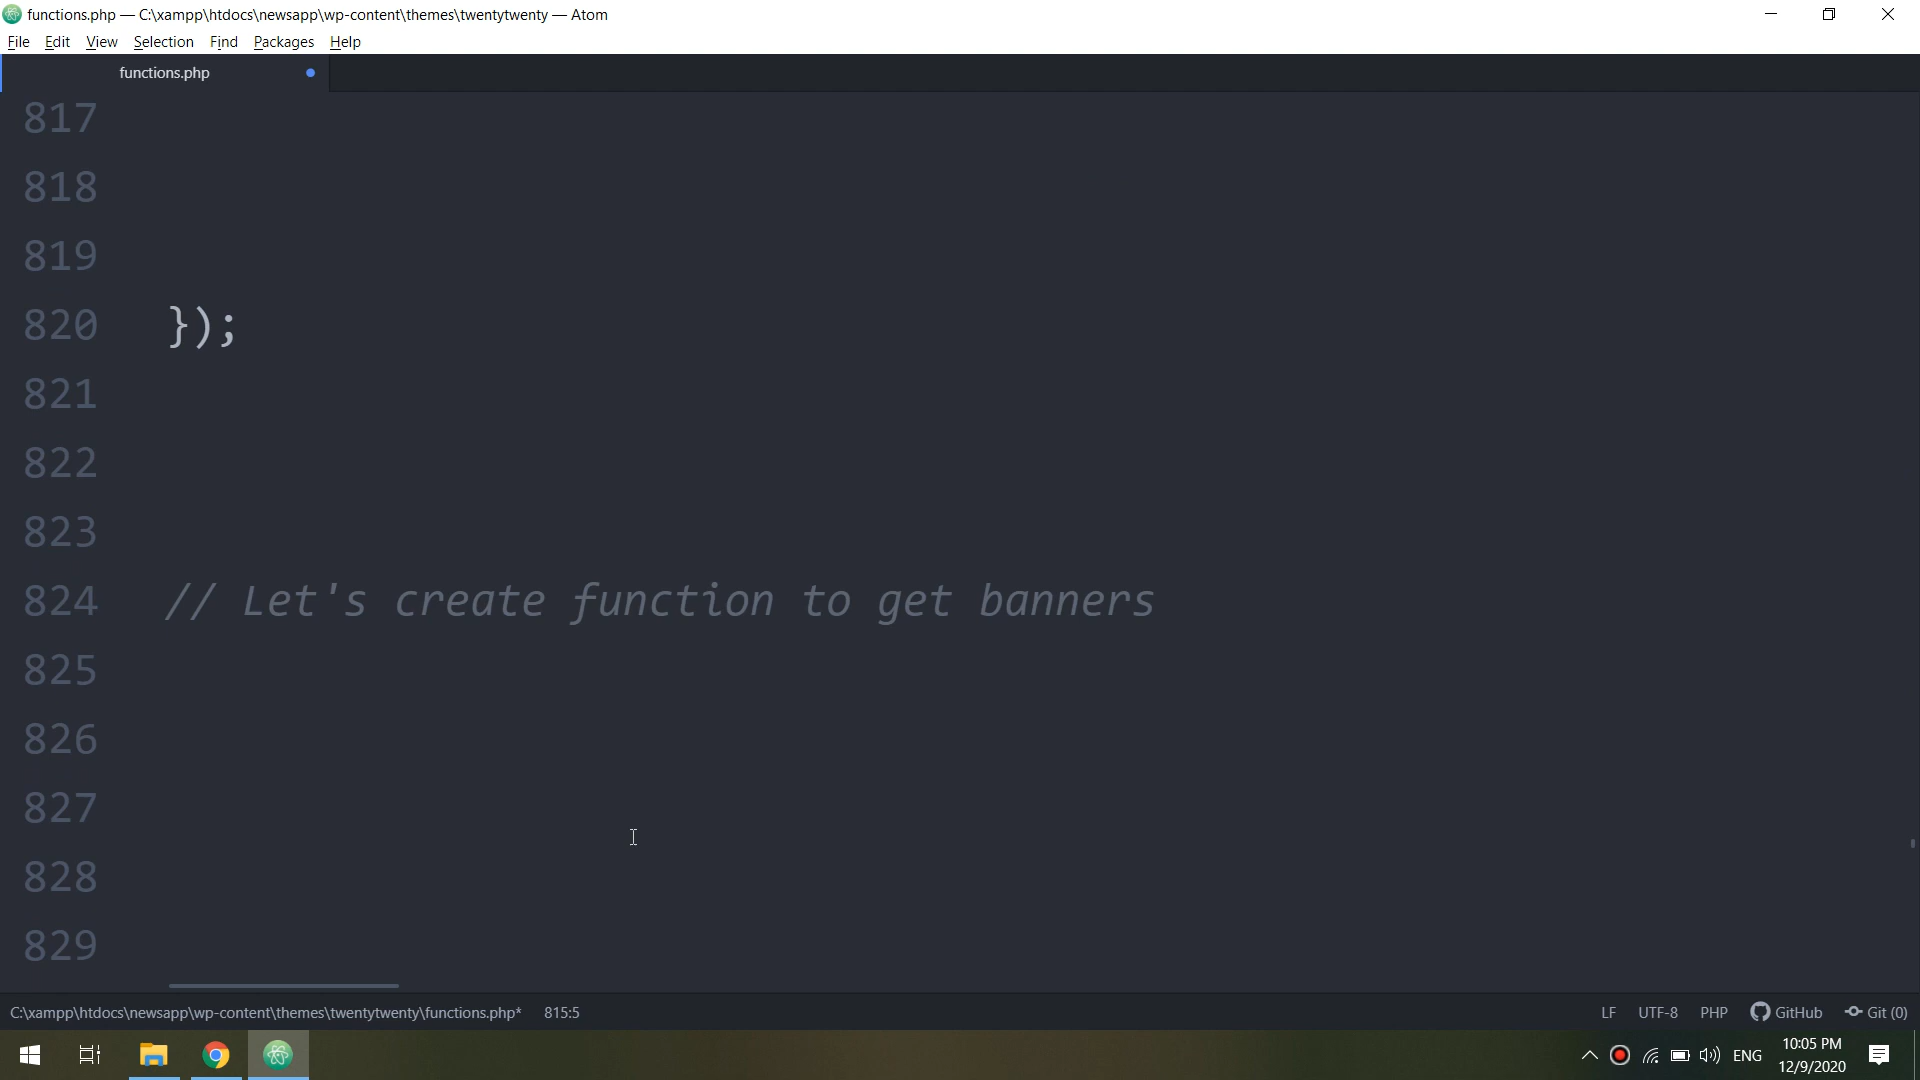 functions.php — C:\xampp\htdocs\newsapp\wp-content\themes\twentytwenty — Atom
File Edit View Selection Find Packages Help
functions.php
817
818
819
820 });
821
822
823
824 // Let's create function to get banners
825
826
827
828
829
C:\xampp\htdocs\newsapp\wp-content\themes\twentytwenty\functions.php* 815:5 LF UTF-8 PHP GitHub Git (0)
ENG 10:05 PM
12/9/2020